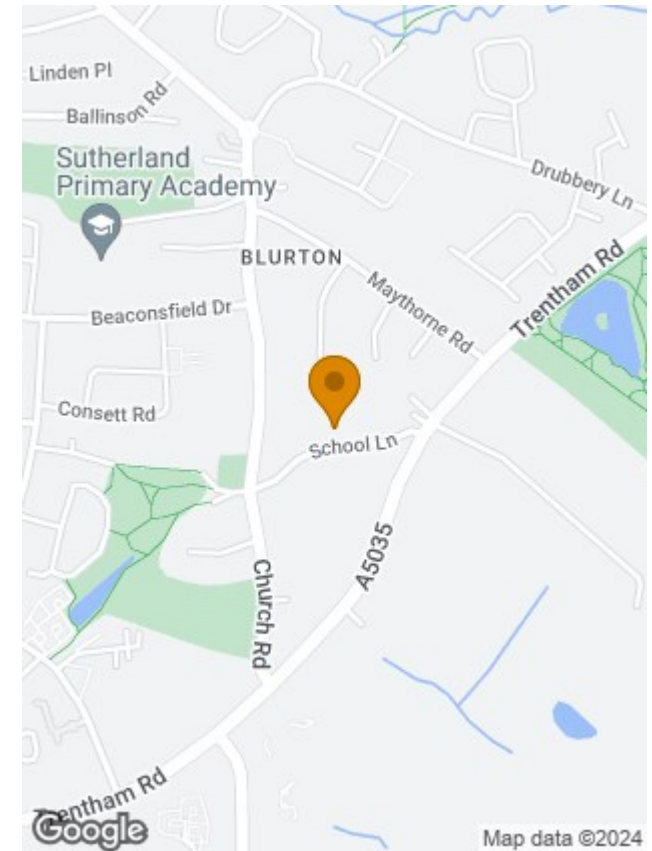 Linden Pl
Ballinson Rd
Sutherland
Primary Academy
Drubbery Ln
BLURTON
Trentham Rd
Maythorne Rd
Beaconsfield Dr
Consett Rd
School Ln
A5035
Church Rd
Trentham Rd
Google
Map data ©2024